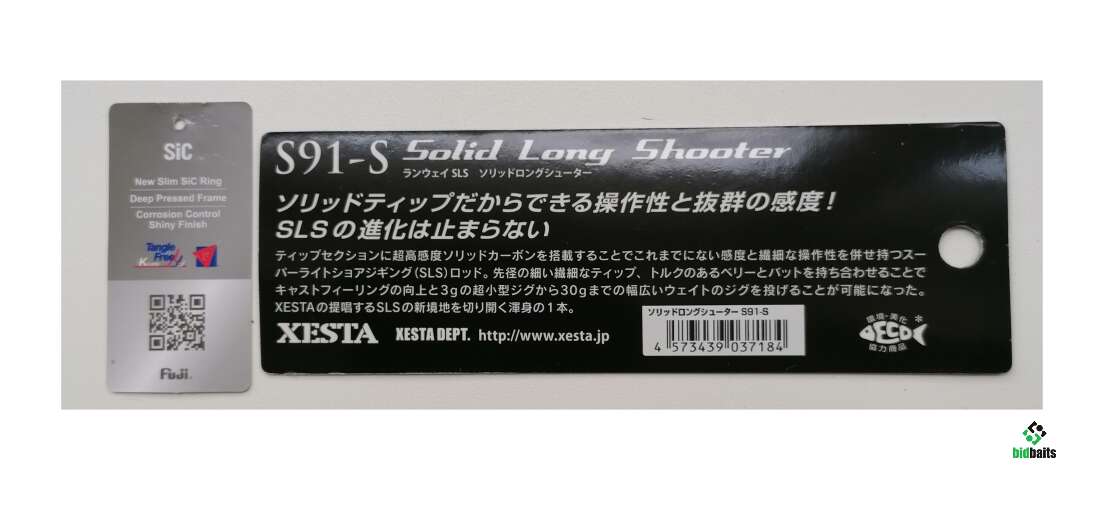 SiC
New Slim SiC Ring
Deep Pressed Frame
Corrosion Control
Shiny Finish
Tangle
Free
Fuji
S91-S Solid Long Shooter
ランウェイ SLS ソリッドロングシューター
ソリッドティップだからできる操作性と抜群の感度!
SLSの進化は止まらない
ティップセクションに超高感度ソリッドカーボンを搭載することでこれまでにない感度と繊細な操作性を併せ持つスー
パーライトショアジギング(SLS)ロッド。先径の細い繊細なティップ、トルクのあるベリーとバットを持ち合わせることで
キャストフィーリングの向上と3gの超小型ジグから30gまでの幅広いウェイトのジグを投げることが可能になった。
XESTAの提唱するSLSの新境地を切り開く渾身の1本。
XESTA XESTA DEPT. http://www.xesta.jp
ソリッドロングシューター S91-S
4 573439 037184
環境・美化
ECO
協力商品
bidbaits